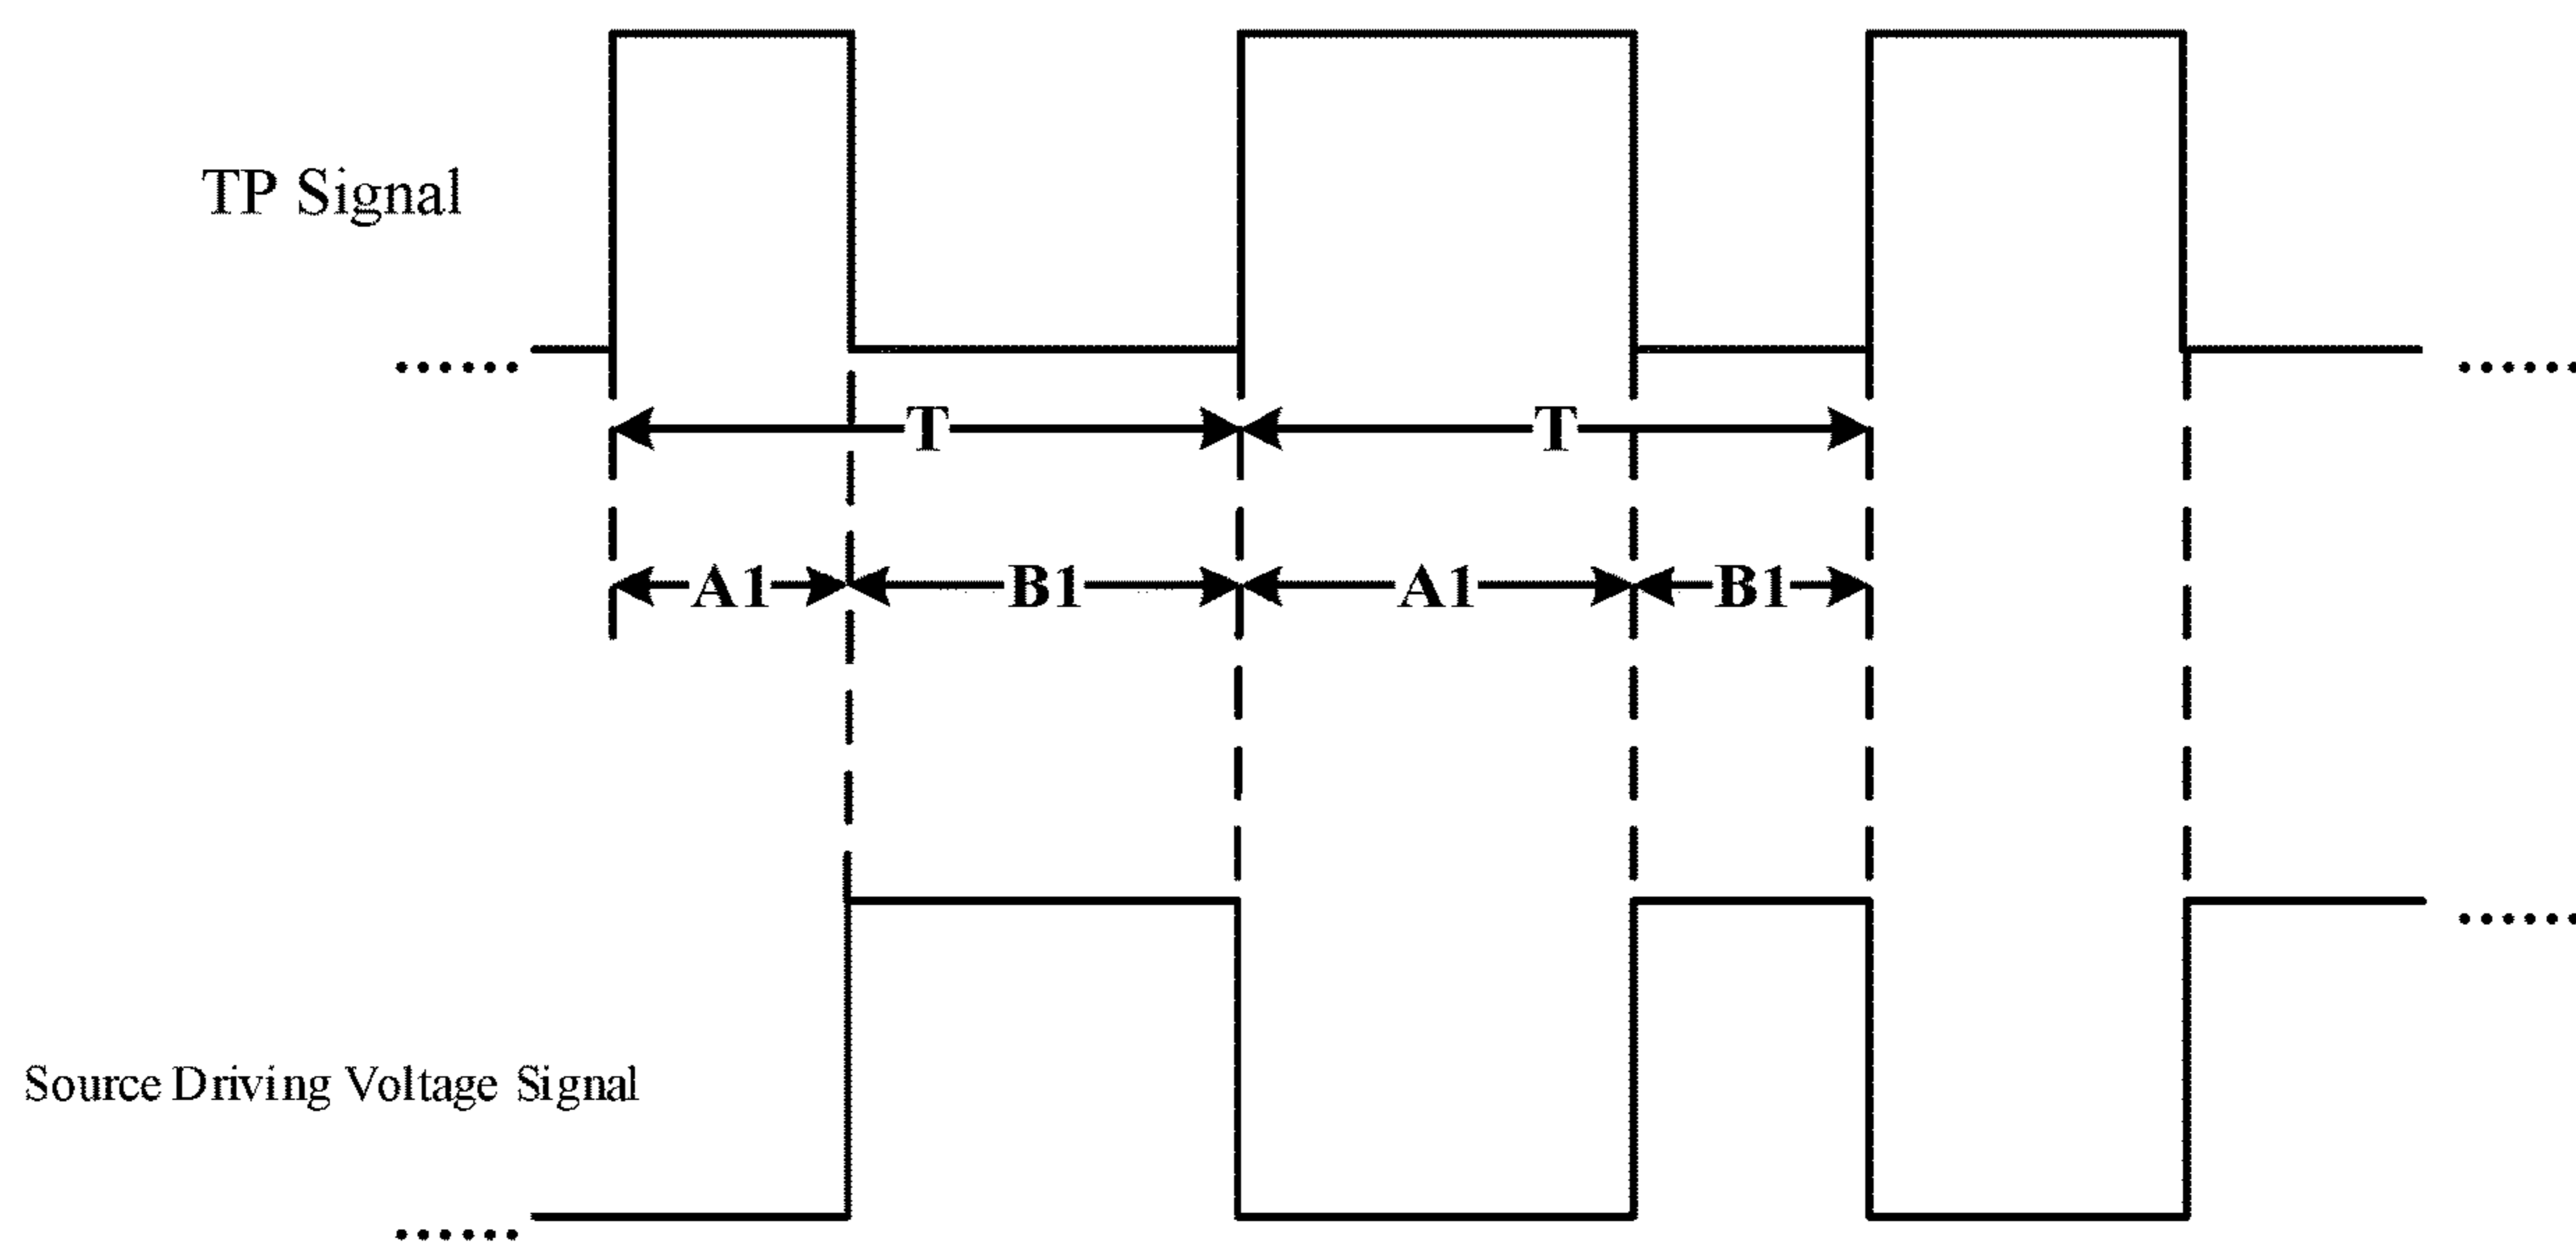 TP Signal
...... ......
T T
A1 B1 A1 B1
......
Source Driving Voltage Signal
......